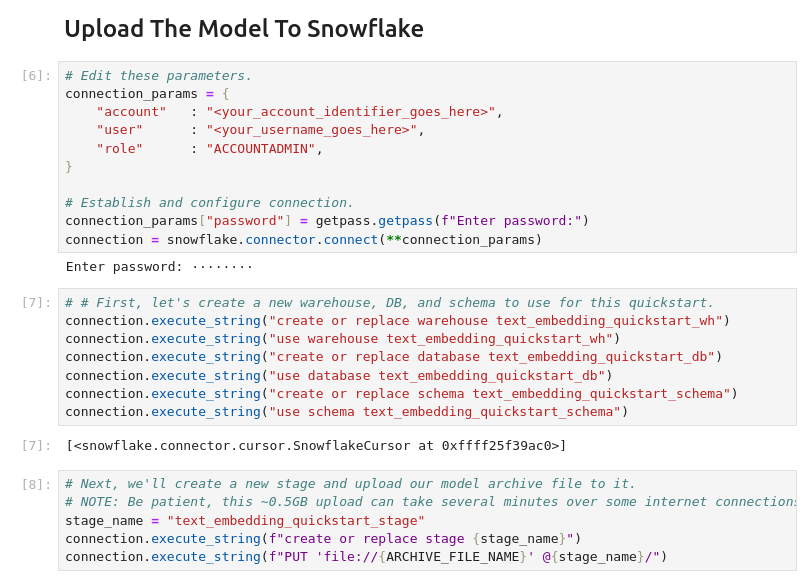 Upload The Model To Snowflake
[6]:
# Edit these parameters.
connection_params = {
    "account"   : "<your_account_identifier_goes_here>",
    "user"      : "<your_username_goes_here>",
    "role"      : "ACCOUNTADMIN",
}
# Establish and configure connection.
connection_params["password"] = getpass.getpass(f"Enter password:")
connection = snowflake.connector.connect(**connection_params)
Enter password: ········
[7]:
# # First, let's create a new warehouse, DB, and schema to use for this quickstart.
connection.execute_string("create or replace warehouse text_embedding_quickstart_wh")
connection.execute_string("use warehouse text_embedding_quickstart_wh")
connection.execute_string("create or replace database text_embedding_quickstart_db")
connection.execute_string("use database text_embedding_quickstart_db")
connection.execute_string("create or replace schema text_embedding_quickstart_schema")
connection.execute_string("use schema text_embedding_quickstart_schema")
[7]:
[<snowflake.connector.cursor.SnowflakeCursor at 0xffff25f39ac0>]
[8]:
# Next, we'll create a new stage and upload our model archive file to it.
# NOTE: Be patient, this ~0.5GB upload can take several minutes over some internet connections
stage_name = "text_embedding_quickstart_stage"
connection.execute_string(f"create or replace stage {stage_name}")
connection.execute_string(f"PUT 'file://{ARCHIVE_FILE_NAME}' @{stage_name}/")